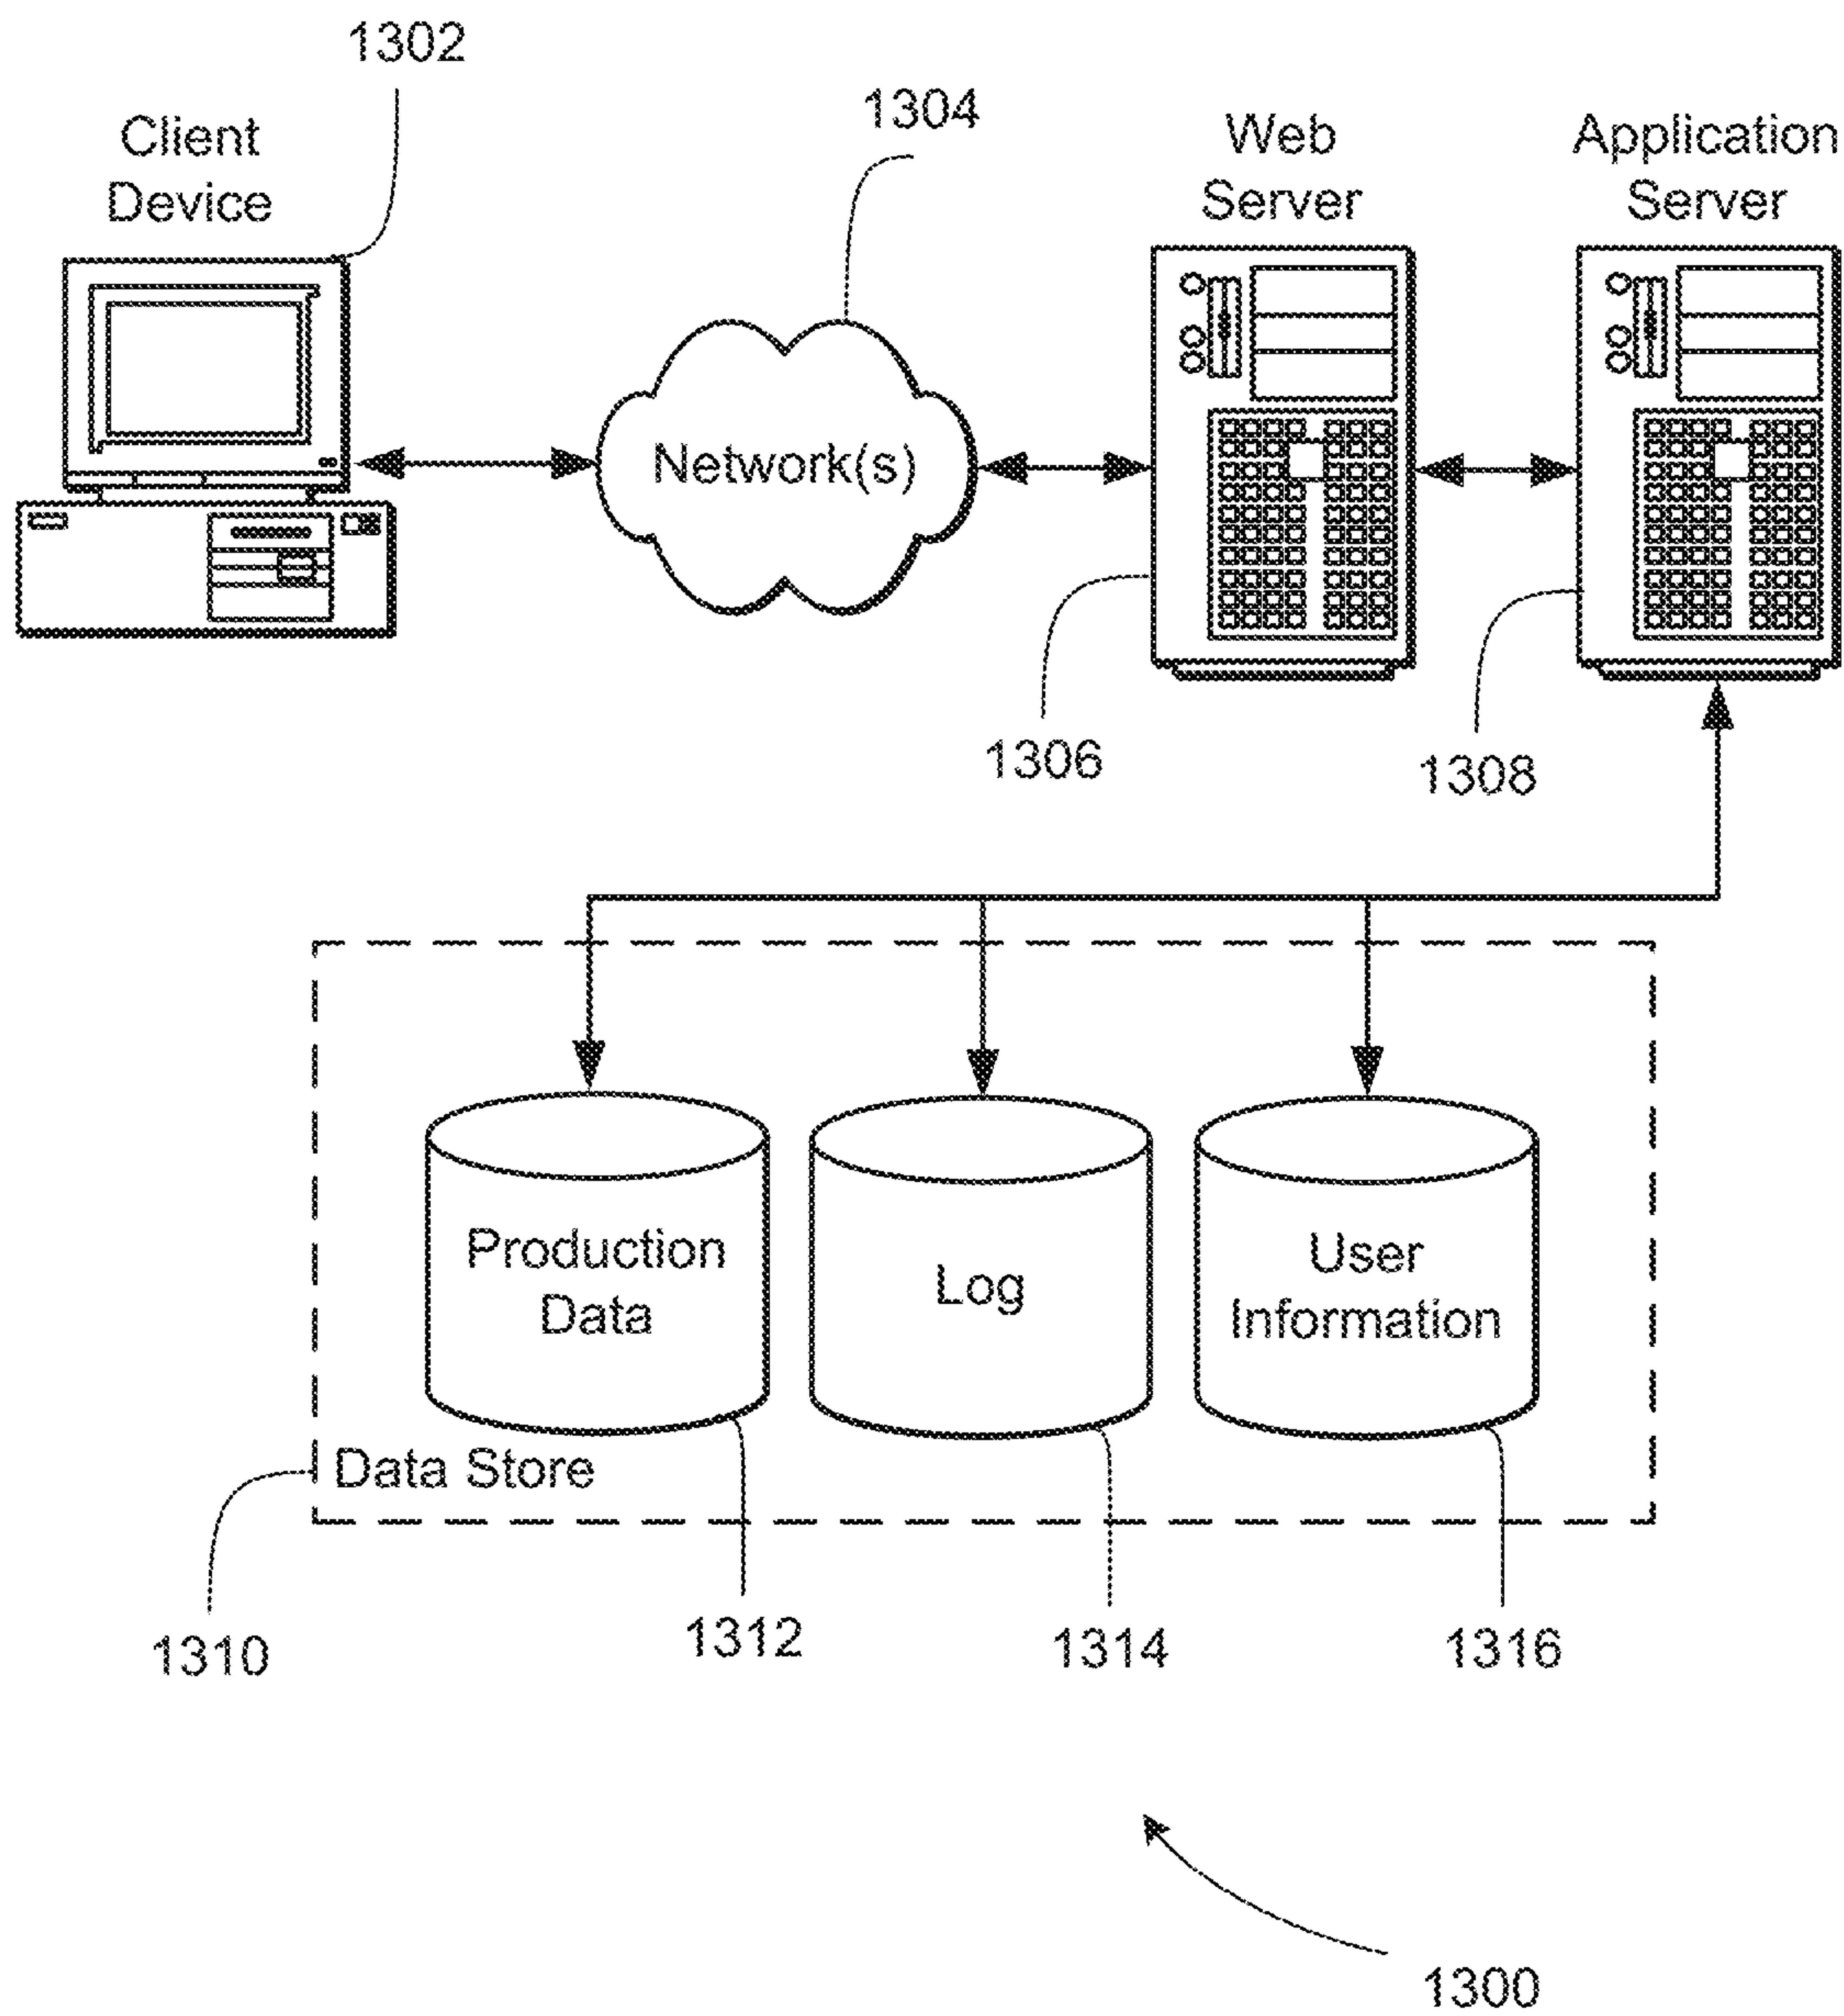 1302
1304
Client
Device
Web
Server
Application
Server
Network(s)
1306
1308
Production
Data
Log
User
Information
Data Store
1310
1312
1314
1316
1300